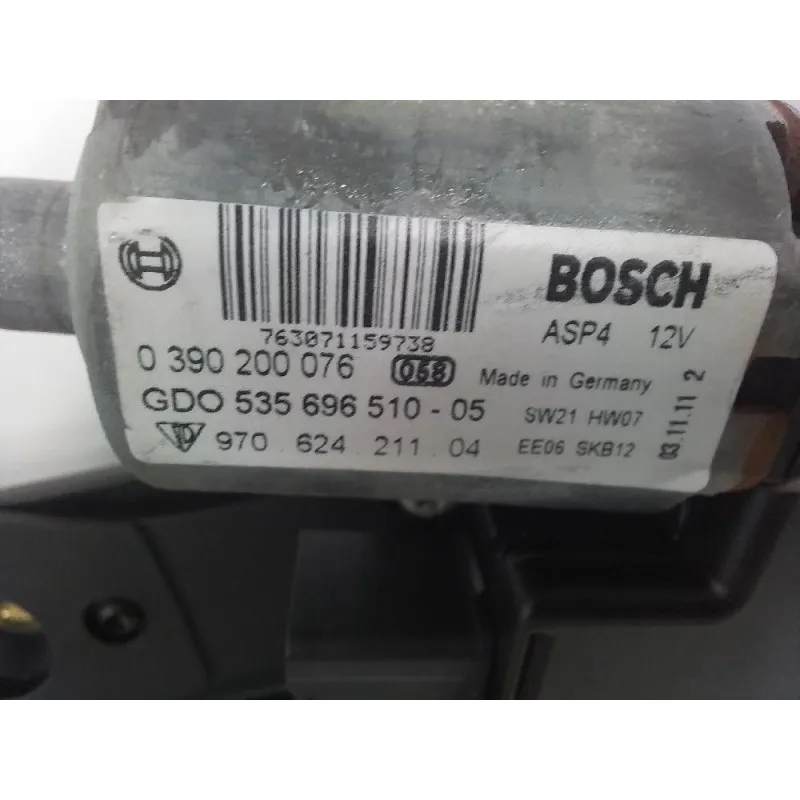 763071159738
BOSCH
ASP4 12V
0 390 200 076 068 Made in Germany
GDO 535 696 510 - 05 SW21 HW07
970 . 624 . 211 . 04 EE06 SKB12
03.11.11 2